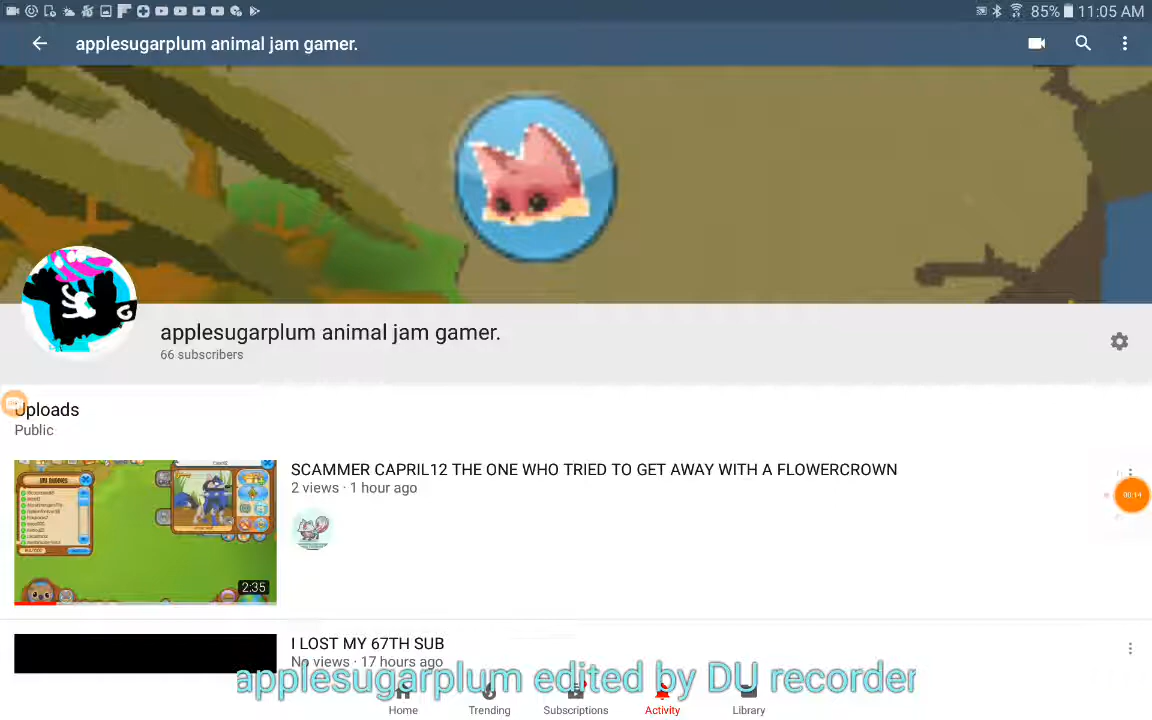 85% 11:05 AM
applesugarplum animal jam gamer.
applesugarplum animal jam gamer.
66 subscribers
Uploads
Public
SCAMMER CAPRIL12 THE ONE WHO TRIED TO GET AWAY WITH A FLOWERCROWN
2 views · 1 hour ago
00:14
2:35
I LOST MY 67TH SUB
No views · 17 hours ago
applesugarplum edited by DU recorder
Home Trending Subscriptions Activity Library